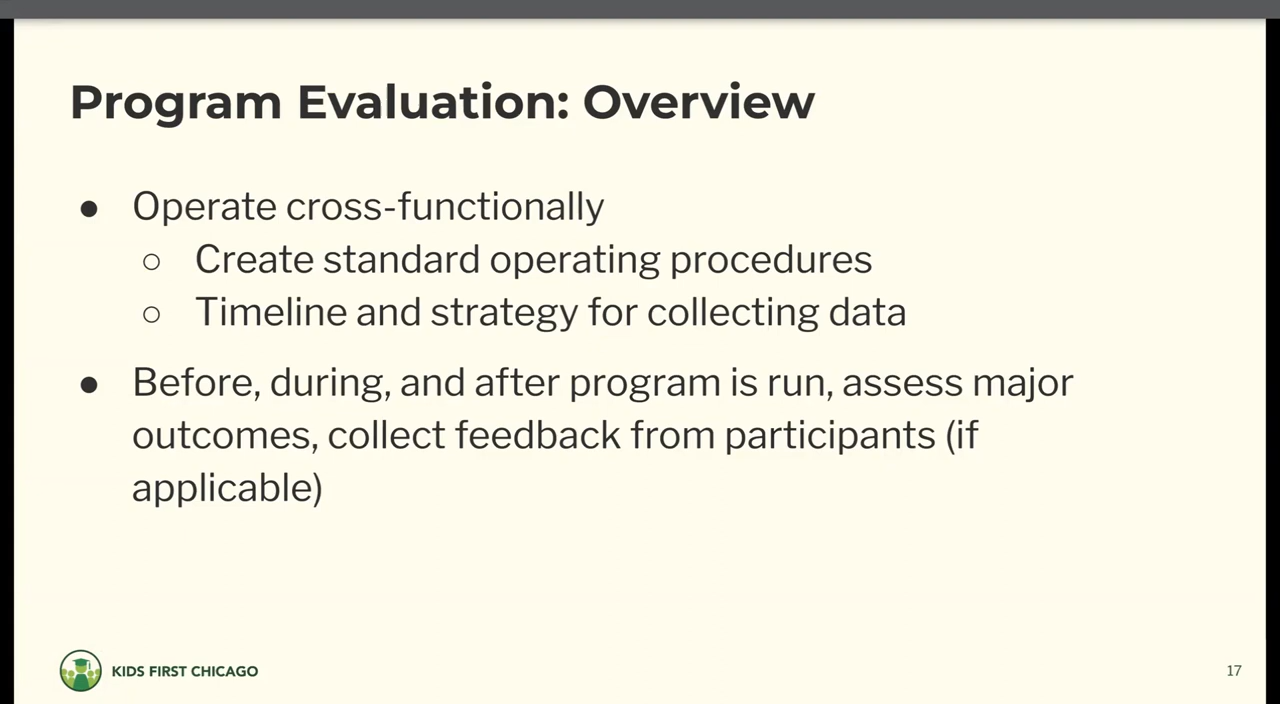 Program Evaluation: Overview
● Operate cross-functionally
○ Create standard operating procedures
○ Timeline and strategy for collecting data
● Before, during, and after program is run, assess major
outcomes, collect feedback from participants (if
applicable)
KIDS FIRST CHICAGO
17